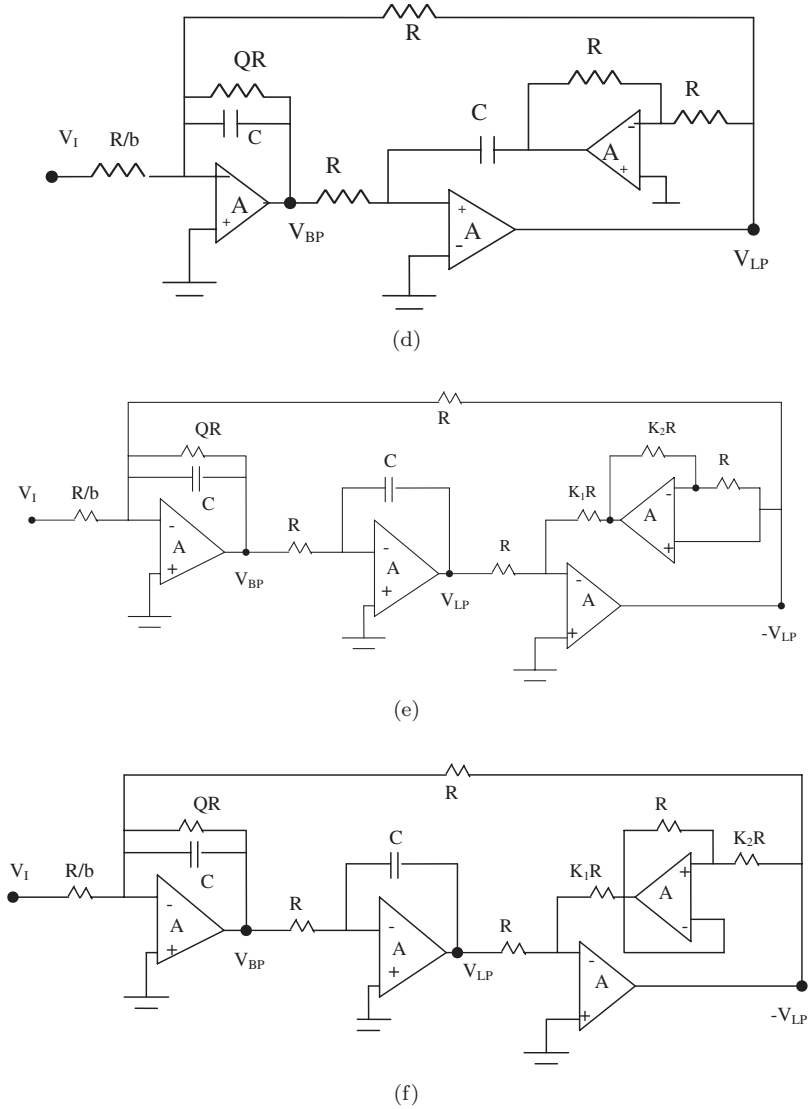 R
QR
R
C
C
R
V_I
R/b
-
A
+
R
A
+
V_BP
+
A
-
V_LP
(d)
R
QR
K_2R
C
R
V_I
R/b
C
K_1R
-
A
+
-
A
+
R
-
A
+
R
V_BP
V_LP
-
A
+
-V_LP
(e)
R
QR
R
C
K_2R
V_I
R/b
C
K_1R
+
A
-
-
A
+
R
-
A
+
R
V_BP
V_LP
-
A
+
-V_LP
(f)